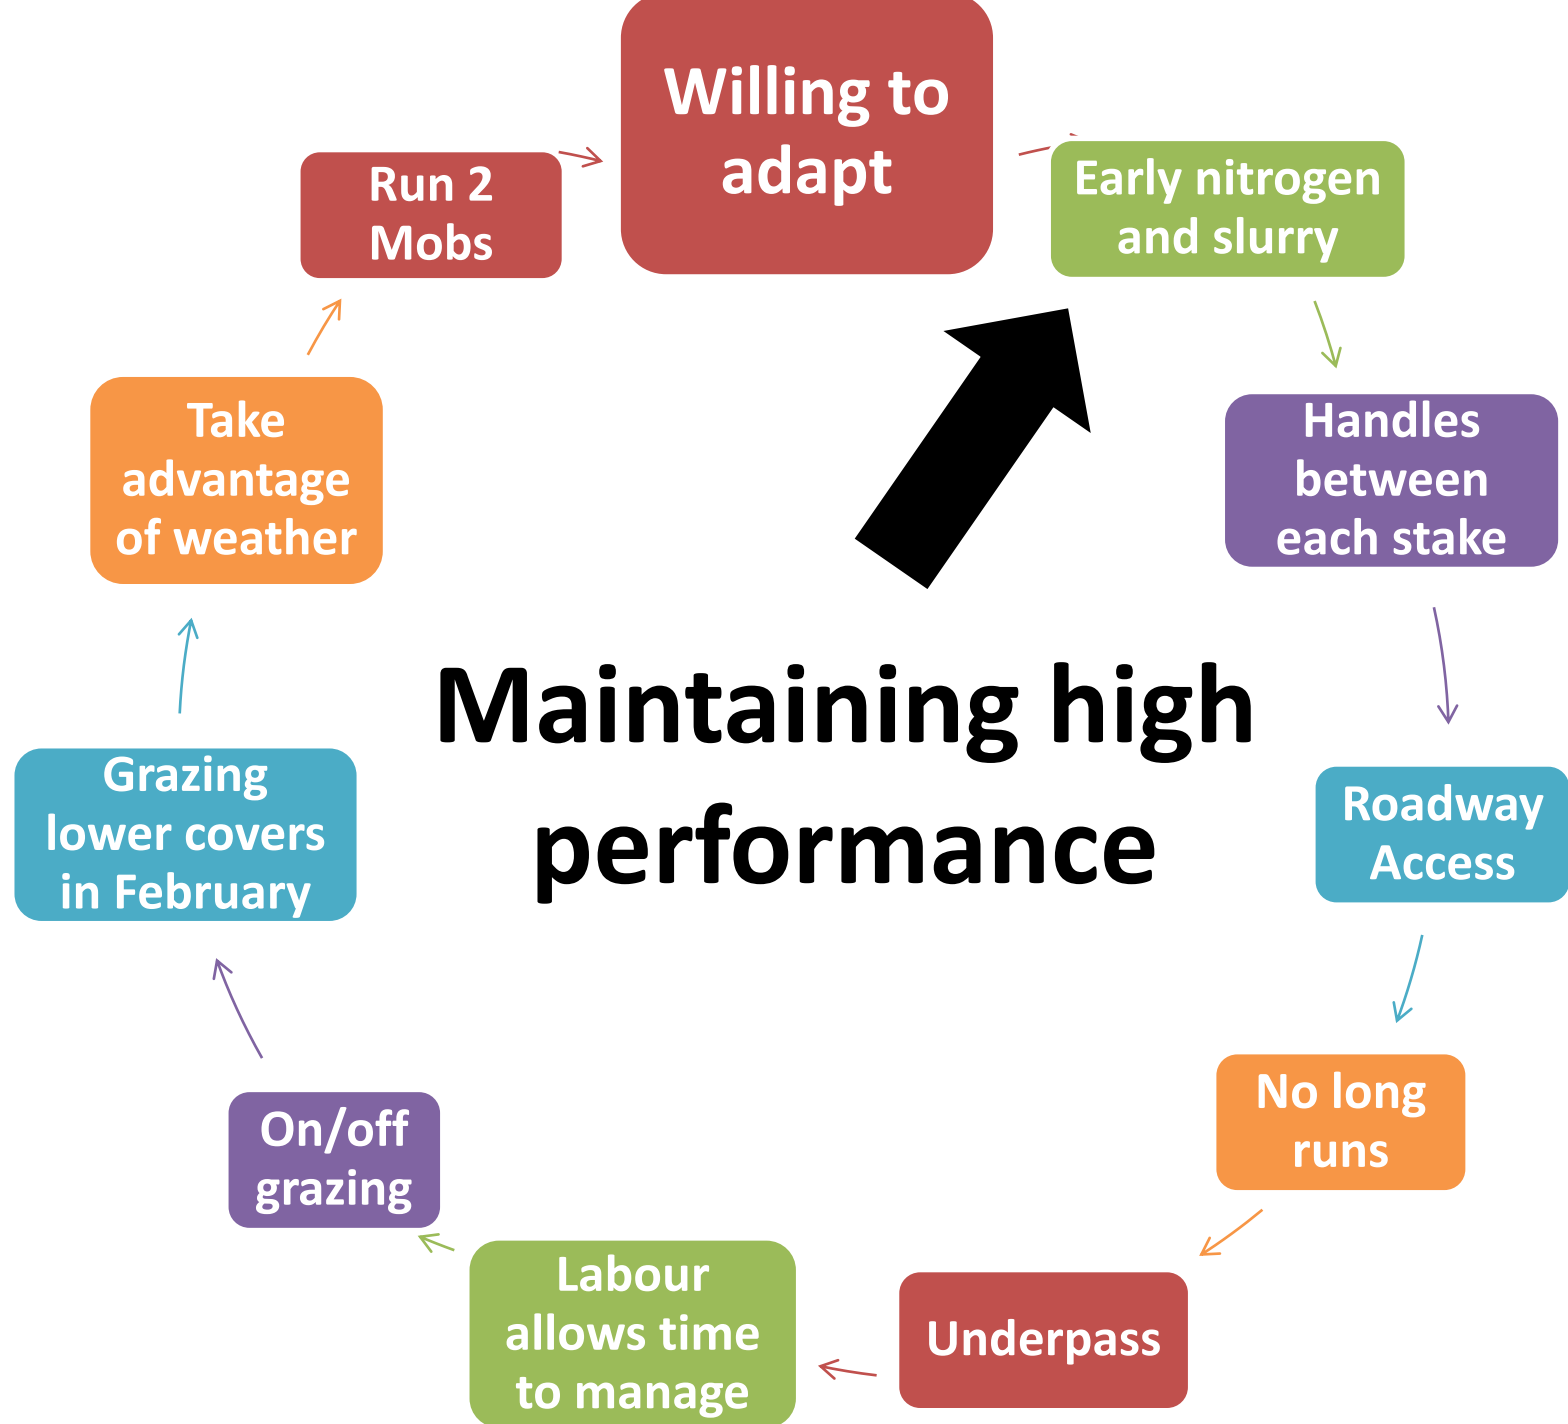 Willing to
adapt
Early nitrogen
and slurry
Handles
between
each stake
Roadway
Access
No long
runs
Underpass
Labour
allows time
to manage
On/off
grazing
Grazing
lower covers
in February
Take
advantage
of weather
Run 2
Mobs
Maintaining high
performance